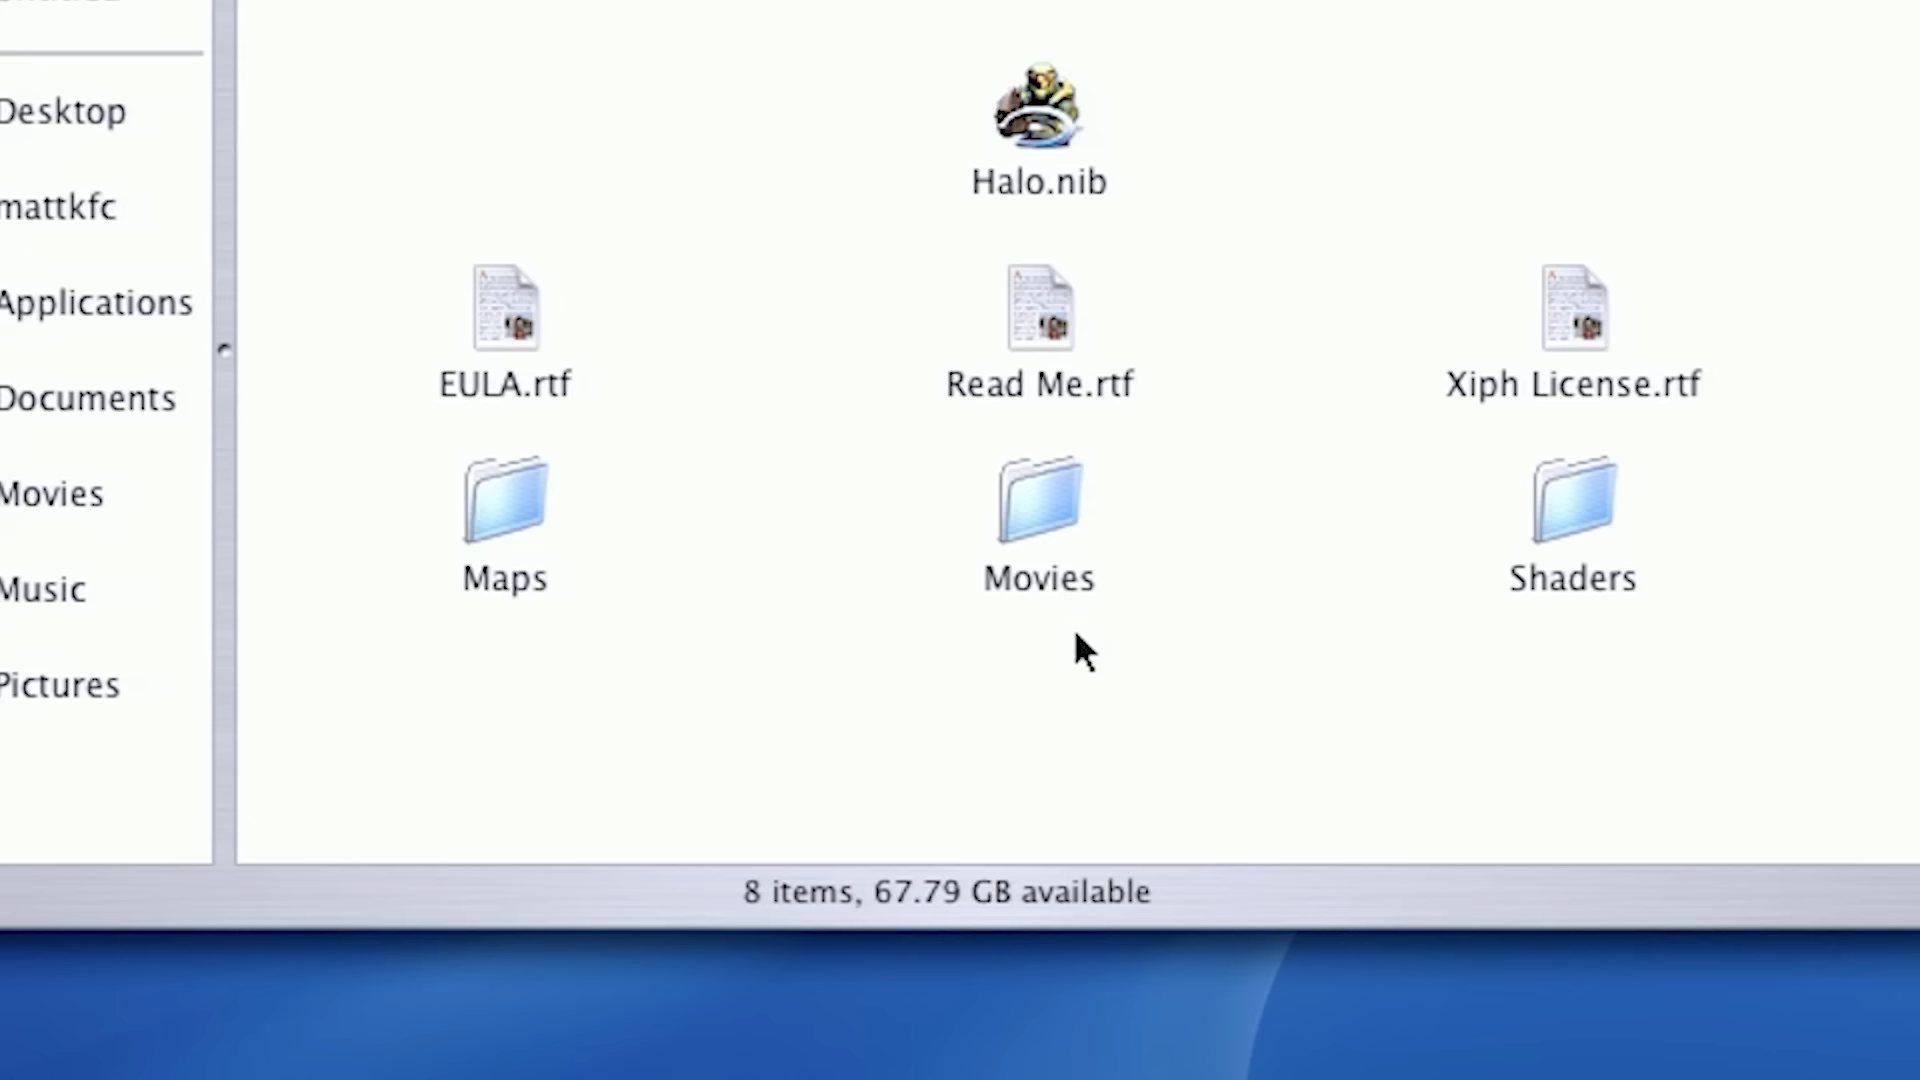 Desktop
mattkfc
Applications
Documents
Movies
Music
Pictures
Halo.nib
EULA.rtf
Read Me.rtf
Xiph License.rtf
Maps
Movies
Shaders
8 items, 67.79 GB available